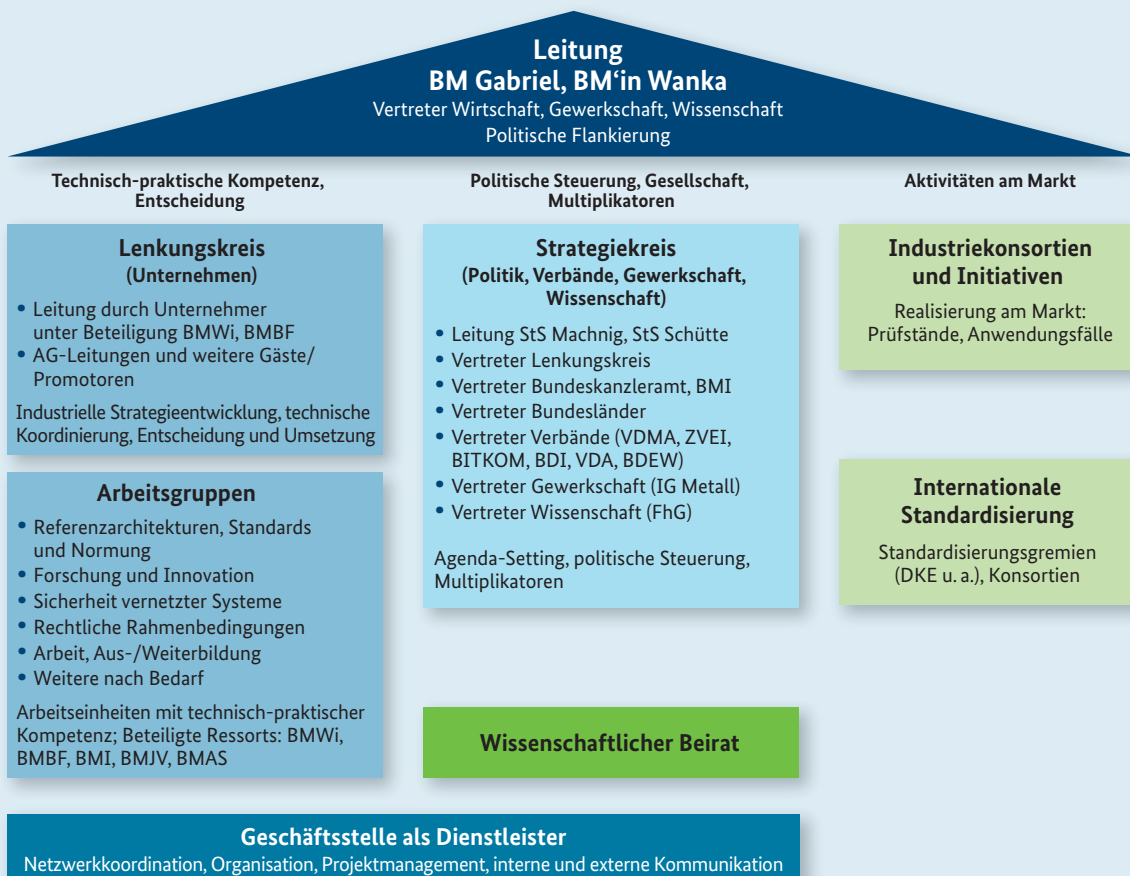 Leitung
BM Gabriel, BM‘in Wanka
Vertreter Wirtschaft, Gewerkschaft, Wissenschaft
Politische Flankierung
Technisch-praktische Kompetenz,
Entscheidung
Lenkungskreis
(Unternehmen)
• Leitung durch Unternehmer
unter Beteiligung BMWi, BMBF
• AG-Leitungen und weitere Gäste/
Promotoren
Industrielle Strategieentwicklung, technische
Koordinierung, Entscheidung und Umsetzung
Arbeitsgruppen
• Referenzarchitekturen, Standards
und Normung
• Forschung und Innovation
• Sicherheit vernetzter Systeme
• Rechtliche Rahmenbedingungen
• Arbeit, Aus-/Weiterbildung
• Weitere nach Bedarf
Arbeitseinheiten mit technisch-praktischer
Kompetenz; Beteiligte Ressorts: BMWi,
BMBF, BMI, BMJV, BMAS
Politische Steuerung, Gesellschaft,
Multiplikatoren
Strategiekreis
(Politik, Verbände, Gewerkschaft,
Wissenschaft)
• Leitung StS Machnig, StS Schütte
• Vertreter Lenkungskreis
• Vertreter Bundeskanzleramt, BMI
• Vertreter Bundesländer
• Vertreter Verbände (VDMA, ZVEI,
BITKOM, BDI, VDA, BDEW)
• Vertreter Gewerkschaft (IG Metall)
• Vertreter Wissenschaft (FhG)
Agenda-Setting, politische Steuerung,
Multiplikatoren
Wissenschaftlicher Beirat
Aktivitäten am Markt
Industriekonsortien
und Initiativen
Realisierung am Markt:
Prüfstände, Anwendungsfälle
Internationale
Standardisierung
Standardisierungsgremien
(DKE u. a.), Konsortien
Geschäftsstelle als Dienstleister
Netzwerkkoordination, Organisation, Projektmanagement, interne und externe Kommunikation